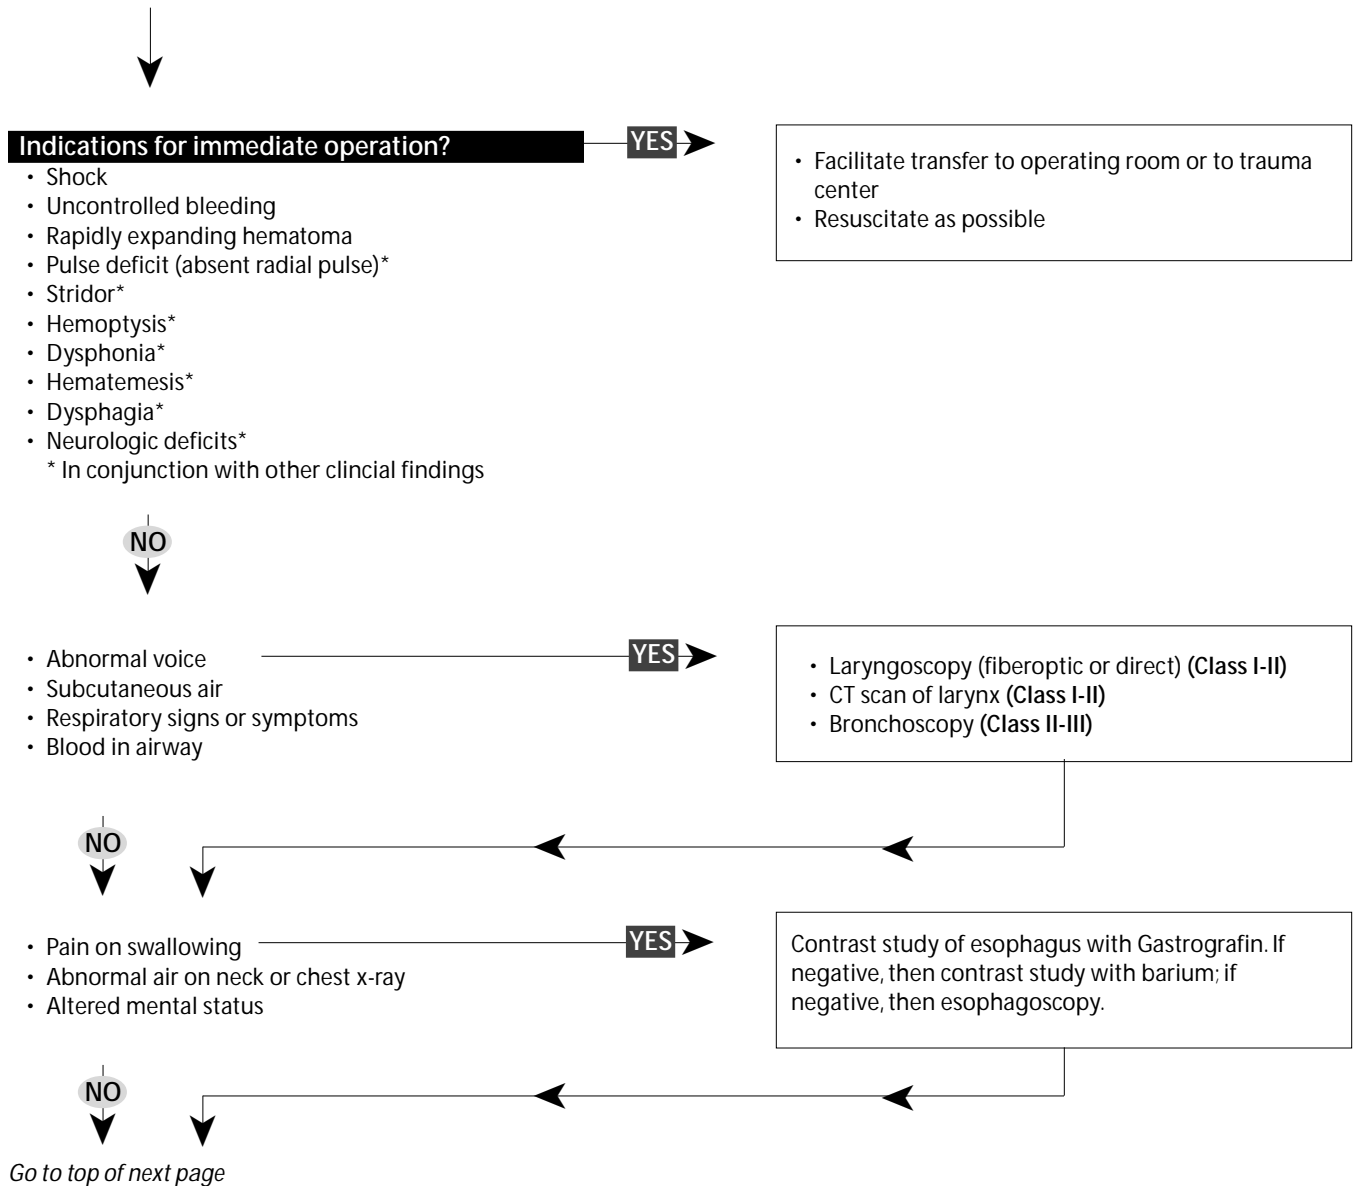 Indications for immediate operation?
YES
• Shock
• Uncontrolled bleeding
• Rapidly expanding hematoma
• Pulse deficit (absent radial pulse)*
• Stridor*
• Hemoptysis*
• Dysphonia*
• Hematemesis*
• Dysphagia*
• Neurologic deficits*
* In conjunction with other clincial findings
• Facilitate transfer to operating room or to trauma
center
• Resuscitate as possible
NO
• Abnormal voice
• Subcutaneous air
• Respiratory signs or symptoms
• Blood in airway
YES
• Laryngoscopy (fiberoptic or direct) (Class I-II)
• CT scan of larynx (Class I-II)
• Bronchoscopy (Class II-III)
NO
• Pain on swallowing
• Abnormal air on neck or chest x-ray
• Altered mental status
YES
Contrast study of esophagus with Gastrografin. If
negative, then contrast study with barium; if
negative, then esophagoscopy.
NO
Go to top of next page